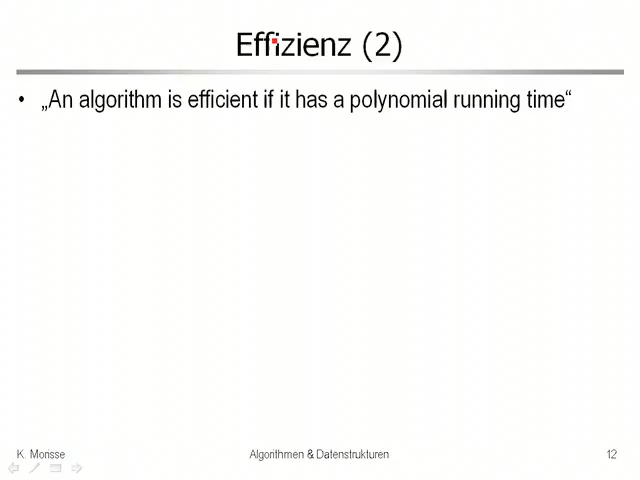 Effizienz (2)
• „An algorithm is efficient if it has a polynomial running time“
K. Morisse
Algorithmen & Datenstrukturen
12